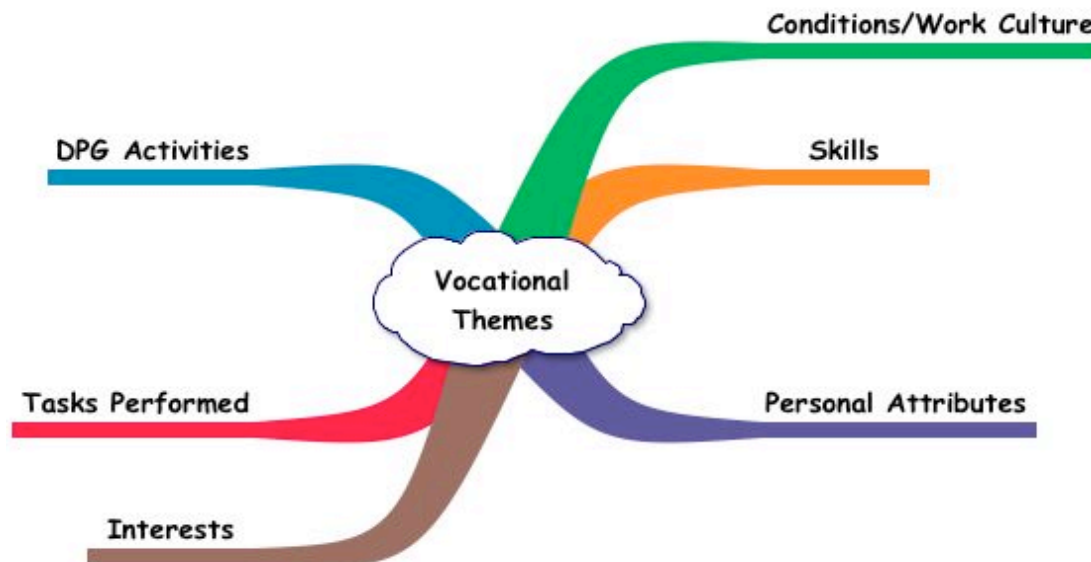 Conditions/Work Culture
DPG Activities
Skills
Vocational
Themes
Tasks Performed
Personal Attributes
Interests